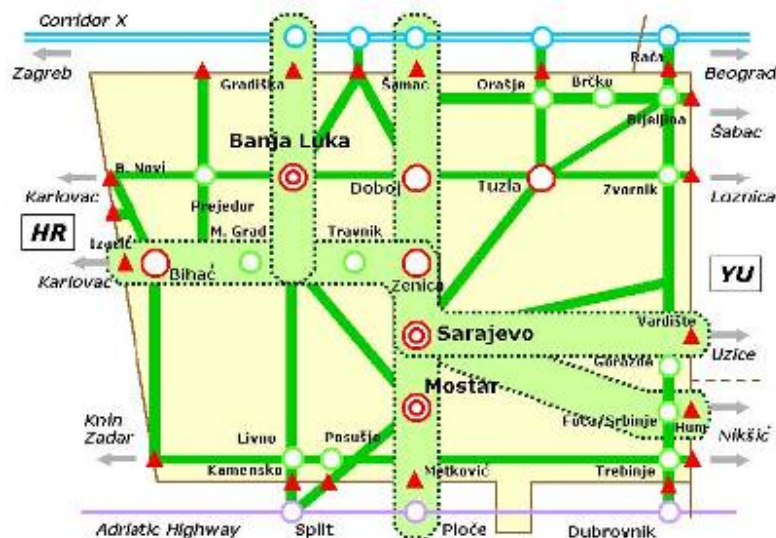 Corridor X
Zagreb
Gradiška
Šamac
Orašje
Brčko
Rača
Beograd
Bijeljina
Šabac
Banja Luka
B. Novi
Karlovac
Prejedor
Doboj
Tuzla
Zvornik
Loznica
HR
Izačić
M. Grad
Travnik
YU
Karlovac
Bihać
Zenica
Sarajevo
Vardište
Uzice
Goražde
Mostar
Foča/Srbinje
Hum
Nikšić
Knin
Zadar
Livno
Posušje
Kamensko
Metković
Trebinje
Adriatic Highway
Split
Ploče
Dubrovnik